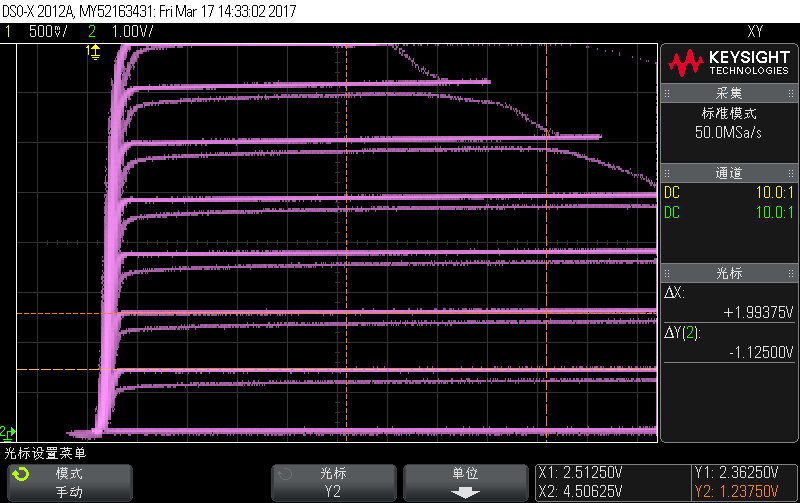 DSO-X 2012A, MY52163431: Fri Mar 17 14:33:02 2017
1 500mV/ 2 1.00V/ XY
KEYSIGHT
TECHNOLOGIES
采集
标准模式
50.0MSa/s
通道
DC 10.0:1
DC 10.0:1
光标
ΔX:
+1.99375V
ΔY(2):
-1.12500V
光标设置菜单
模式
手动
光标
Y2
单位
X1: 2.51250V
X2: 4.50625V
Y1: 2.36250V
Y2: 1.23750V